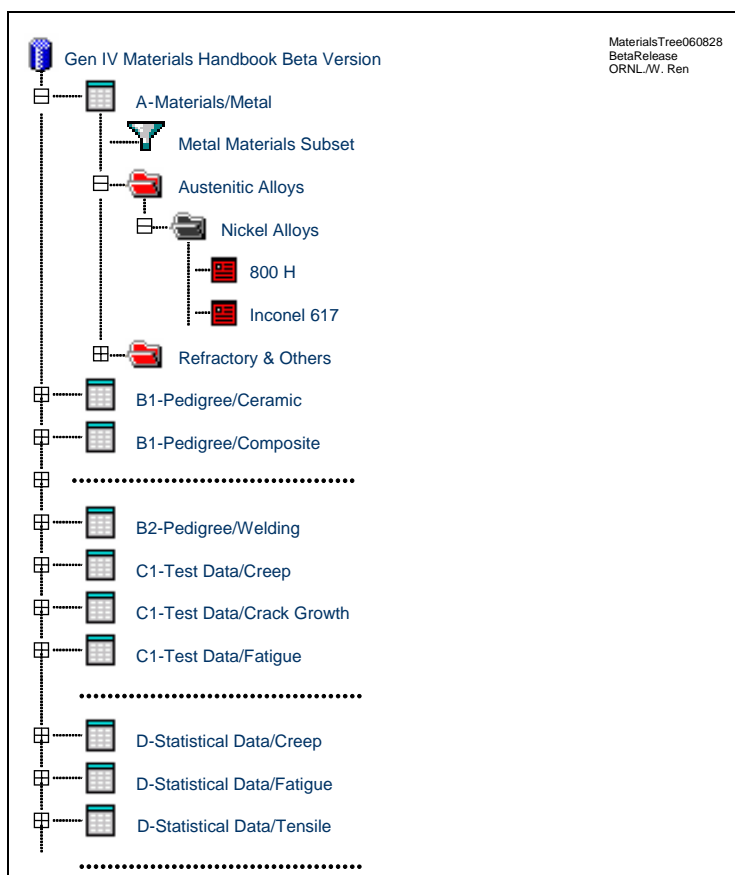 Gen IV Materials Handbook Beta Version
MaterialsTree060828
BetaRelease
ORNL./W. Ren
A-Materials/Metal
Metal Materials Subset
Austenitic Alloys
Nickel Alloys
800 H
Inconel 617
Refractory & Others
B1-Pedigree/Ceramic
B1-Pedigree/Composite
B2-Pedigree/Welding
C1-Test Data/Creep
C1-Test Data/Crack Growth
C1-Test Data/Fatigue
D-Statistical Data/Creep
D-Statistical Data/Fatigue
D-Statistical Data/Tensile